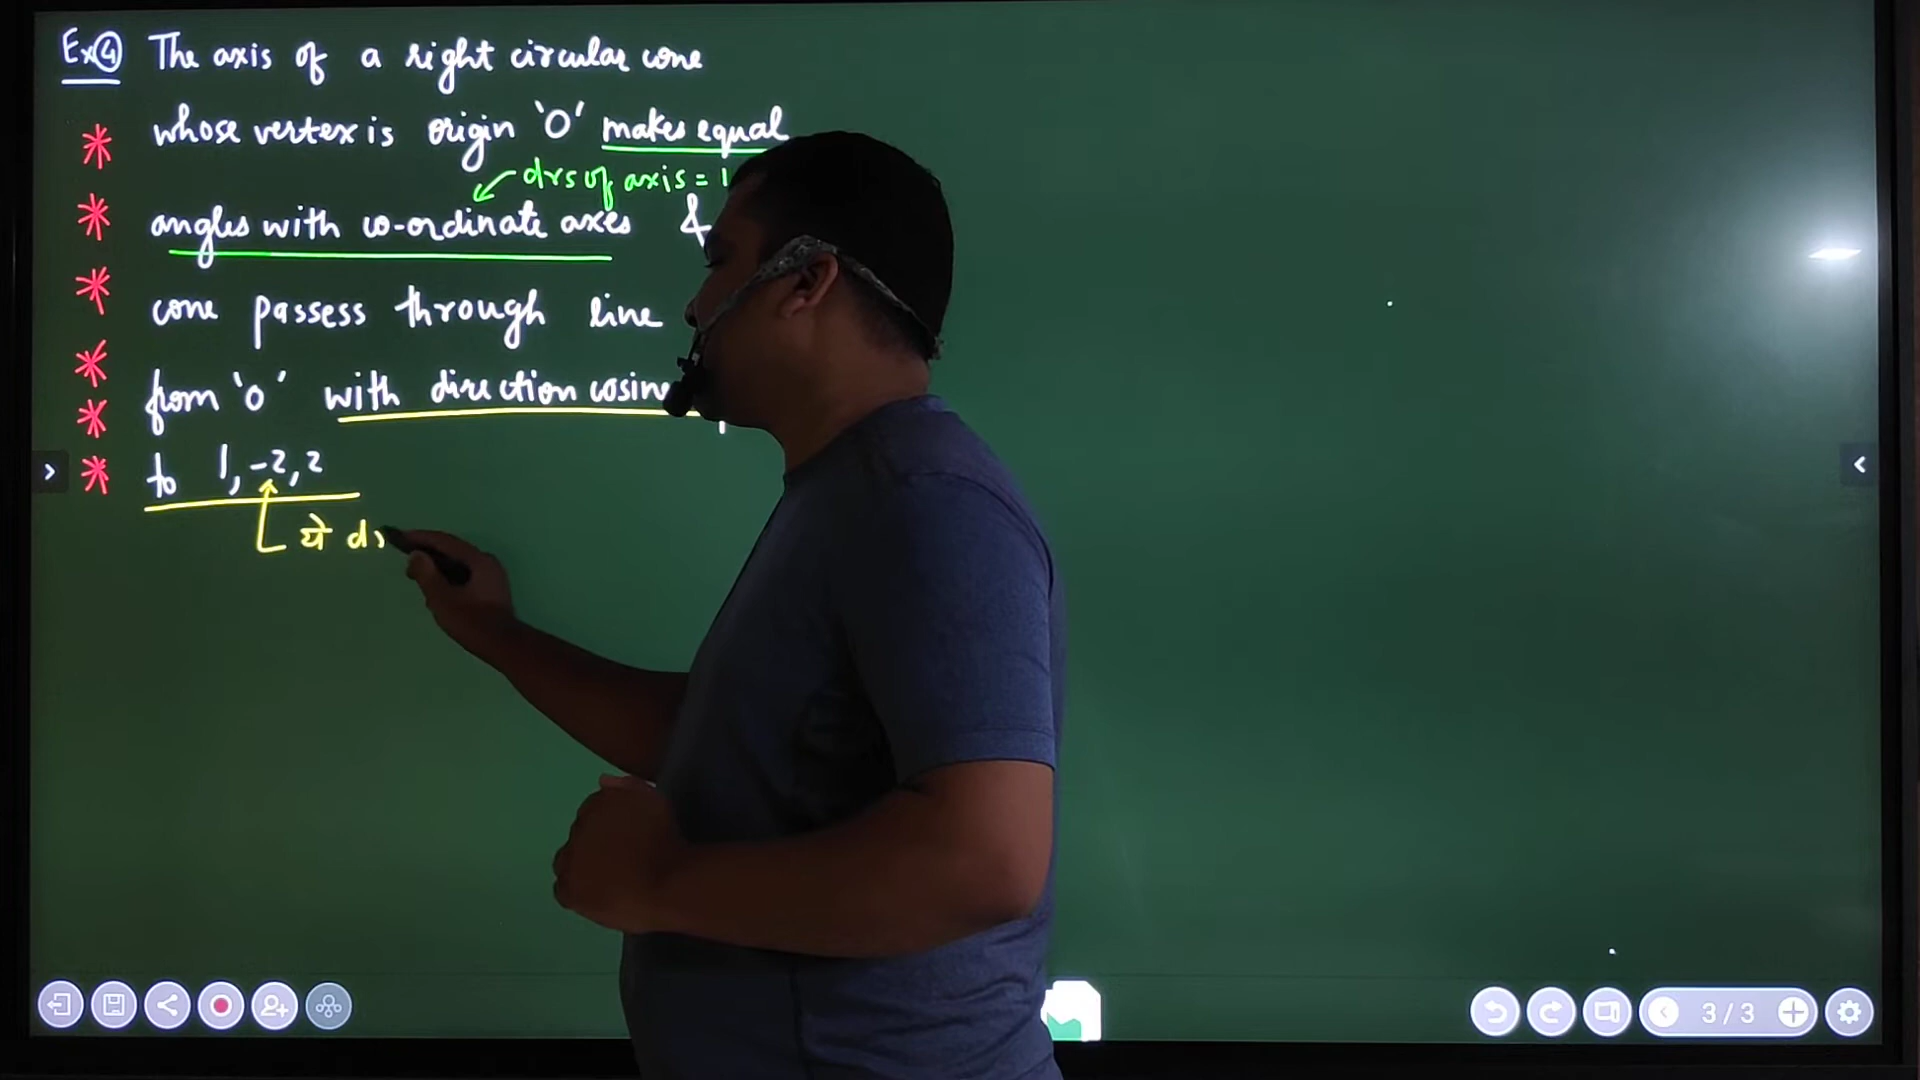 Ex④ The axis of a right circular cone
whose vertex is origin 'O' makes equal
drs of axis = 1
angles with co-ordinate axes &
cone passess through line
from 'O' with direction cosine
to 1, -2, 2
ये dr
3/3